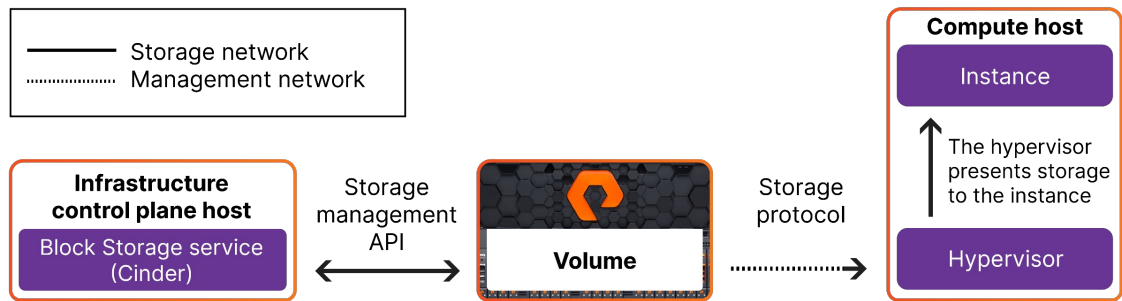 Storage network
Management network
Compute host
Instance
The hypervisor
presents storage
to the instance
Hypervisor
Infrastructure
control plane host
Block Storage service
(Cinder)
Storage
management
API
Volume
Storage
protocol